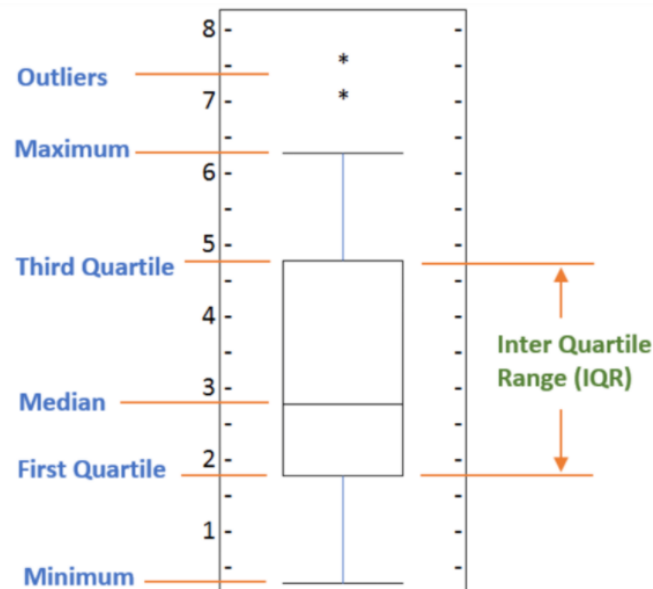 8
Outliers
*
7
*
Maximum
6
5
Third Quartile
4
Inter Quartile
Range (IQR)
3
Median
2
First Quartile
1
Minimum